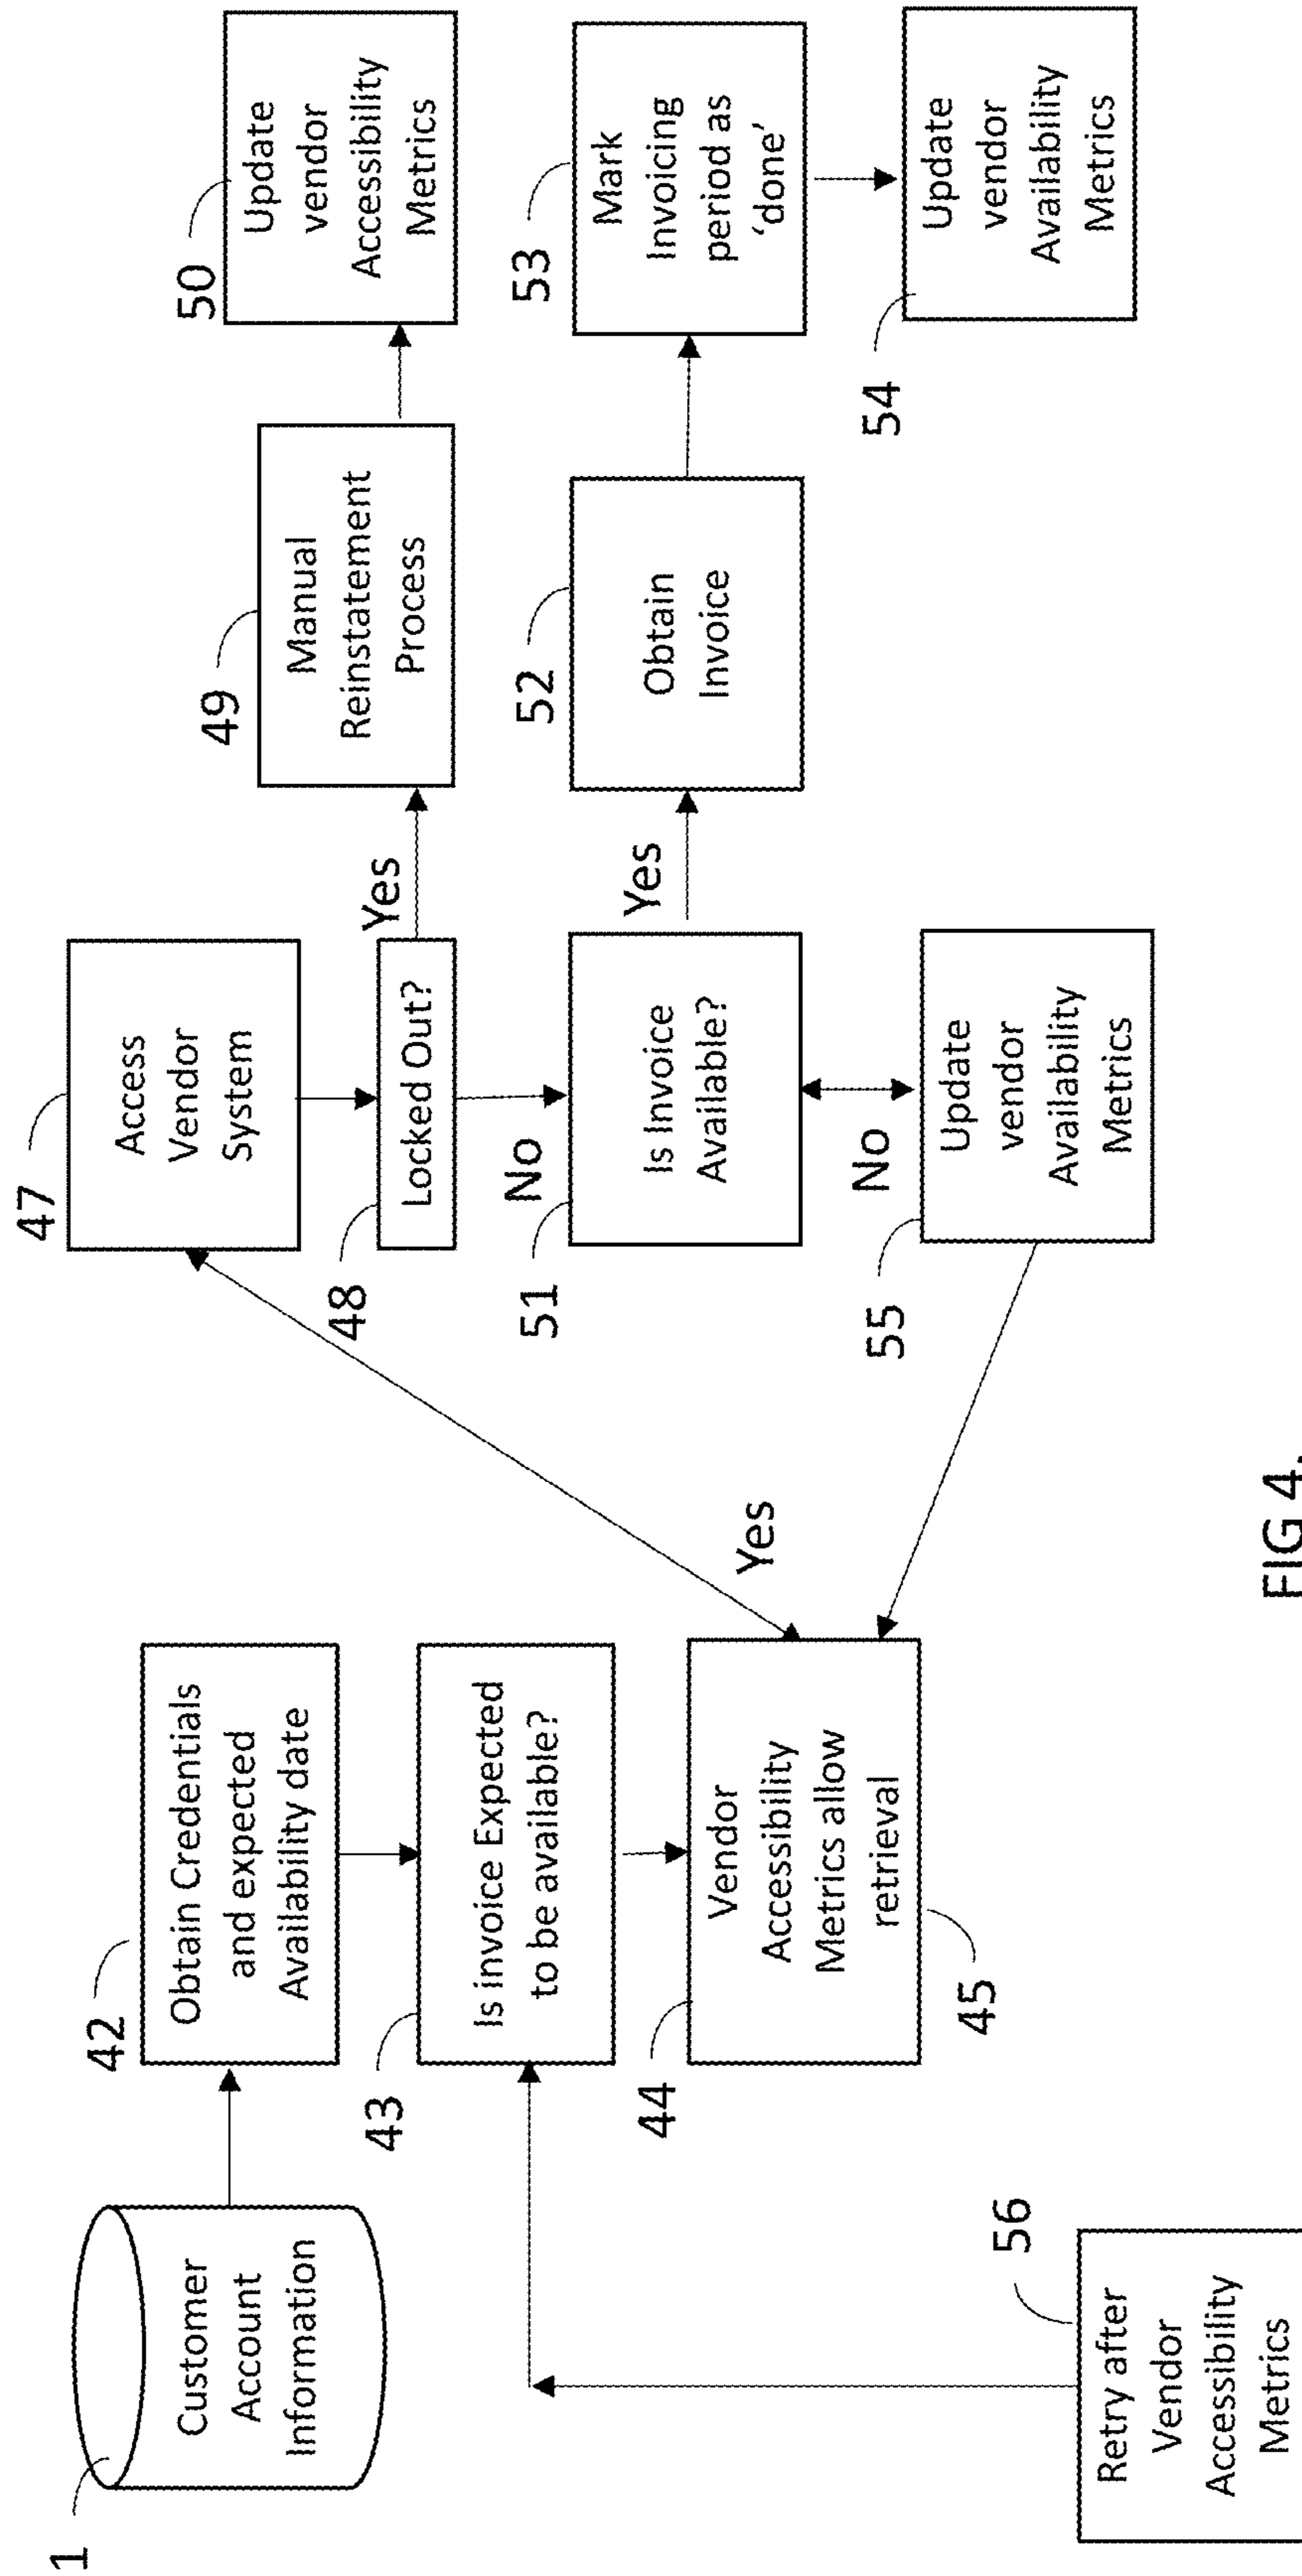 1
Customer
Account
Information
42
Obtain Credentials
and expected
Availability date
43
Is invoice Expected
to be available?
44
Vendor
Accessibility
Metrics allow
retrieval
45
Yes
56
Retry after
Vendor
Accessibility
Metrics
47
Access
Vendor
System
48
Locked Out?
Yes
No
49
Manual
Reinstatement
Process
50
Update
vendor
Accessibility
Metrics
51
Is Invoice
Available?
Yes
No
52
Obtain
Invoice
53
Mark
Invoicing
period as
‘done’
54
Update
vendor
Availability
Metrics
55
Update
vendor
Availability
Metrics
FIG 4.